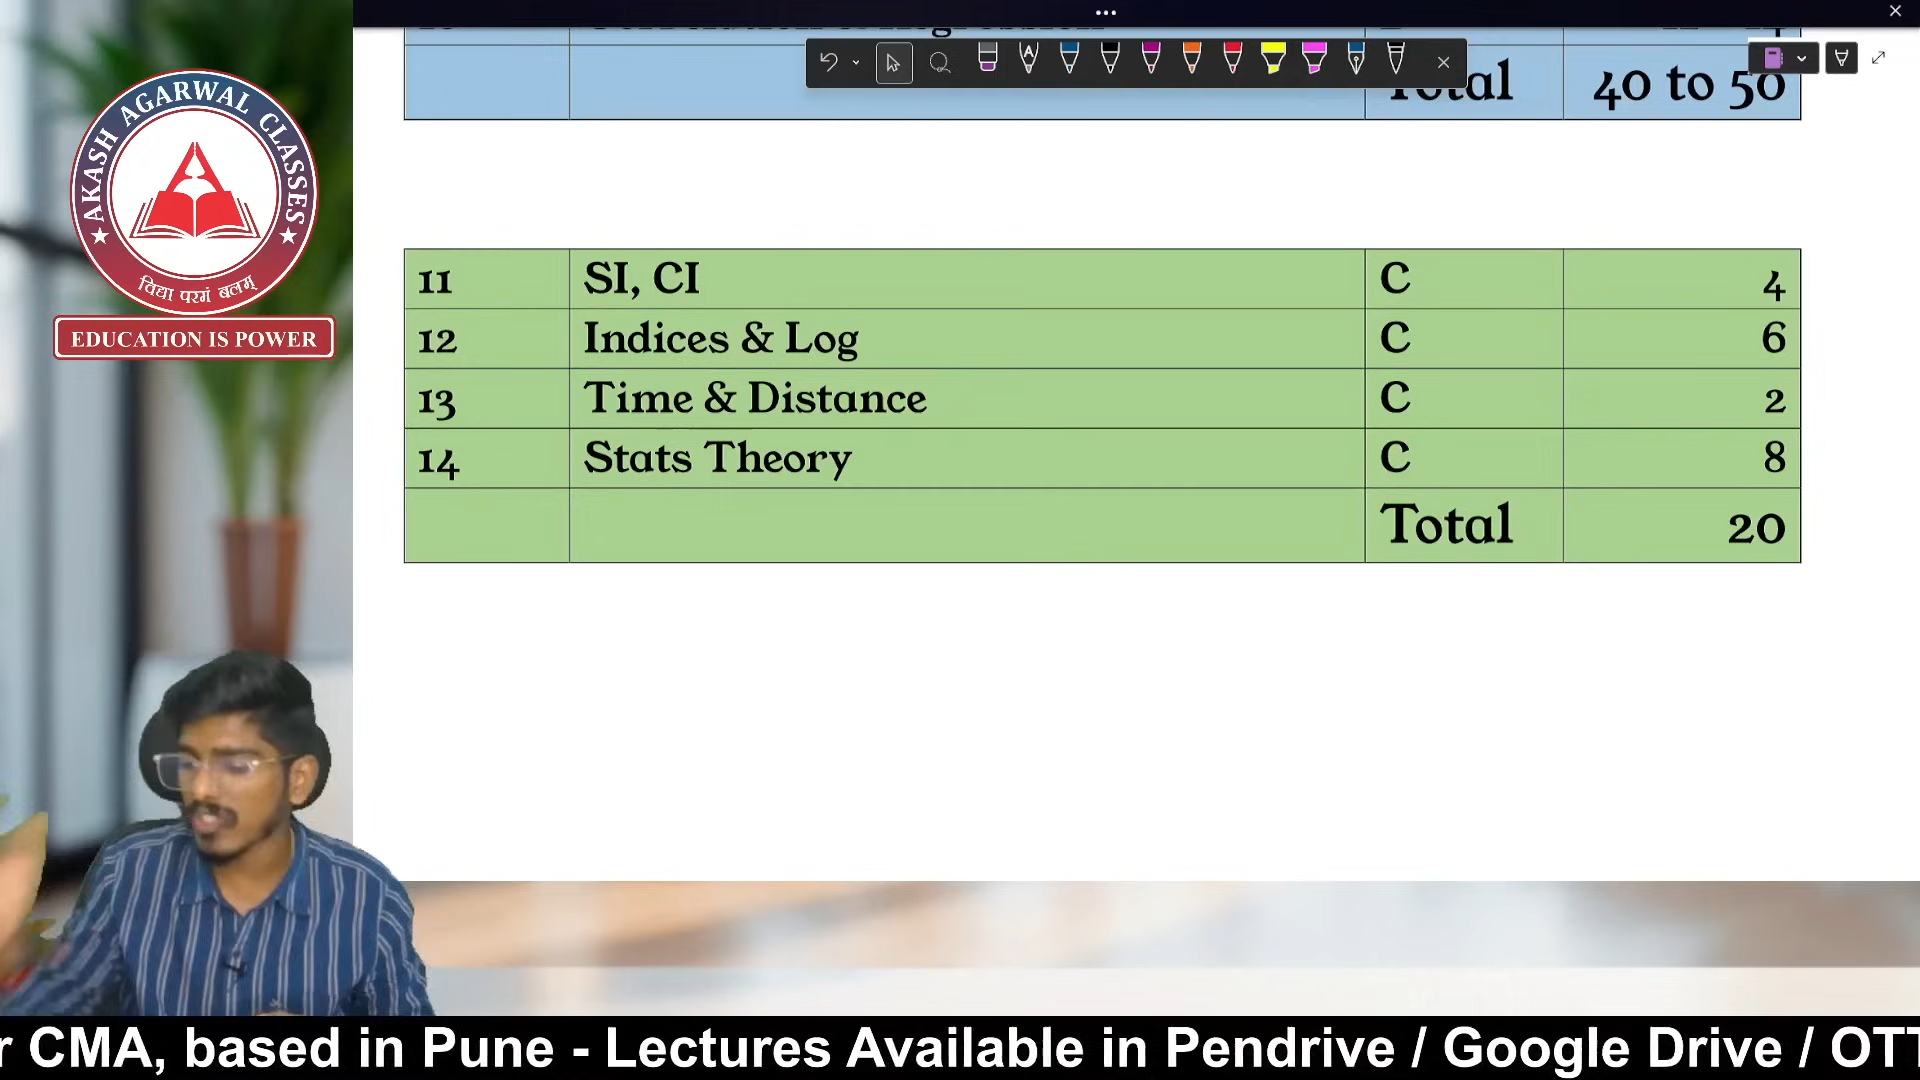 Total 40 to 50
AKASH AGARWAL CLASSES
विद्या परमं बलम्
EDUCATION IS POWER
11 SI, CI C 4
12 Indices & Log C 6
13 Time & Distance C 2
14 Stats Theory C 8
Total 20
r CMA, based in Pune - Lectures Available in Pendrive / Google Drive / OTT